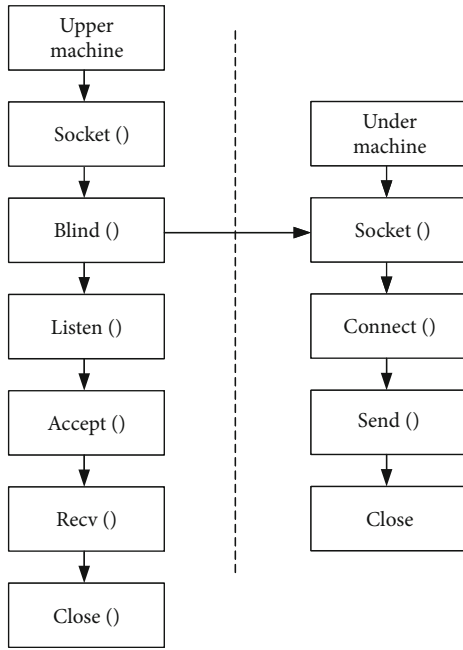 Upper
machine
Socket ()
Blind ()
Listen ()
Accept ()
Recv ()
Close ()
Under
machine
Socket ()
Connect ()
Send ()
Close